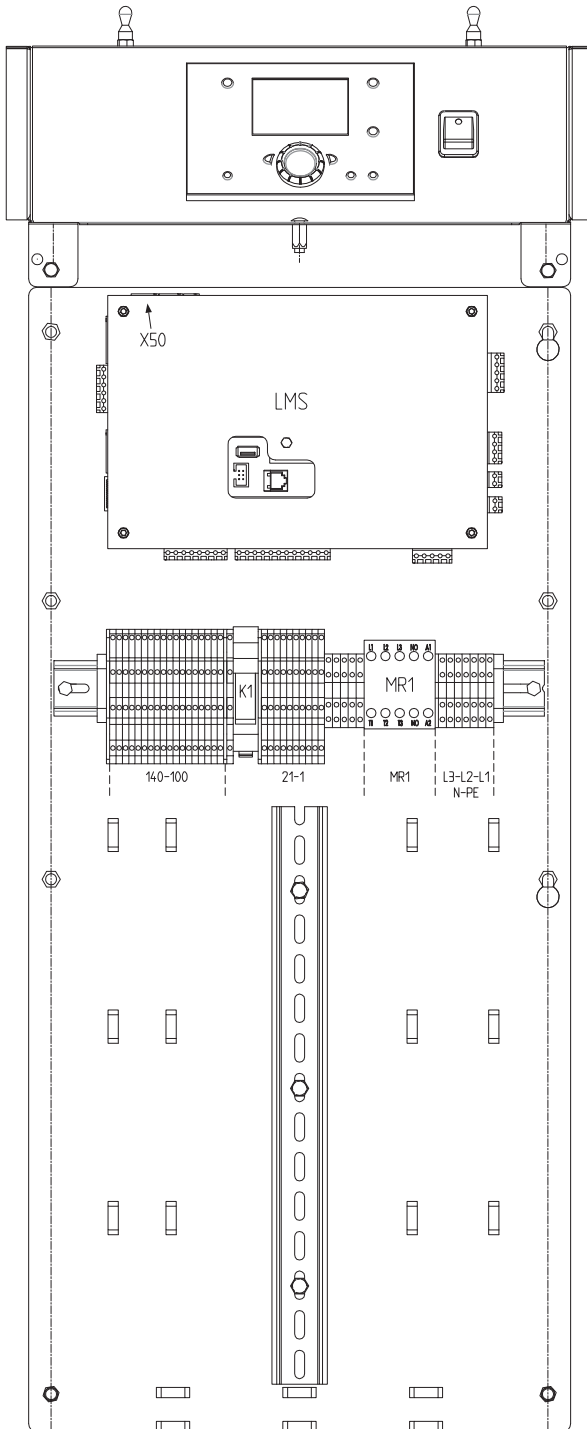 X50
LMS
L1 L2 L3 NO A1
MR1
T1 T2 T3 NO A2
K1
140-100
21-1
MR1
L3-L2-L1
N-PE